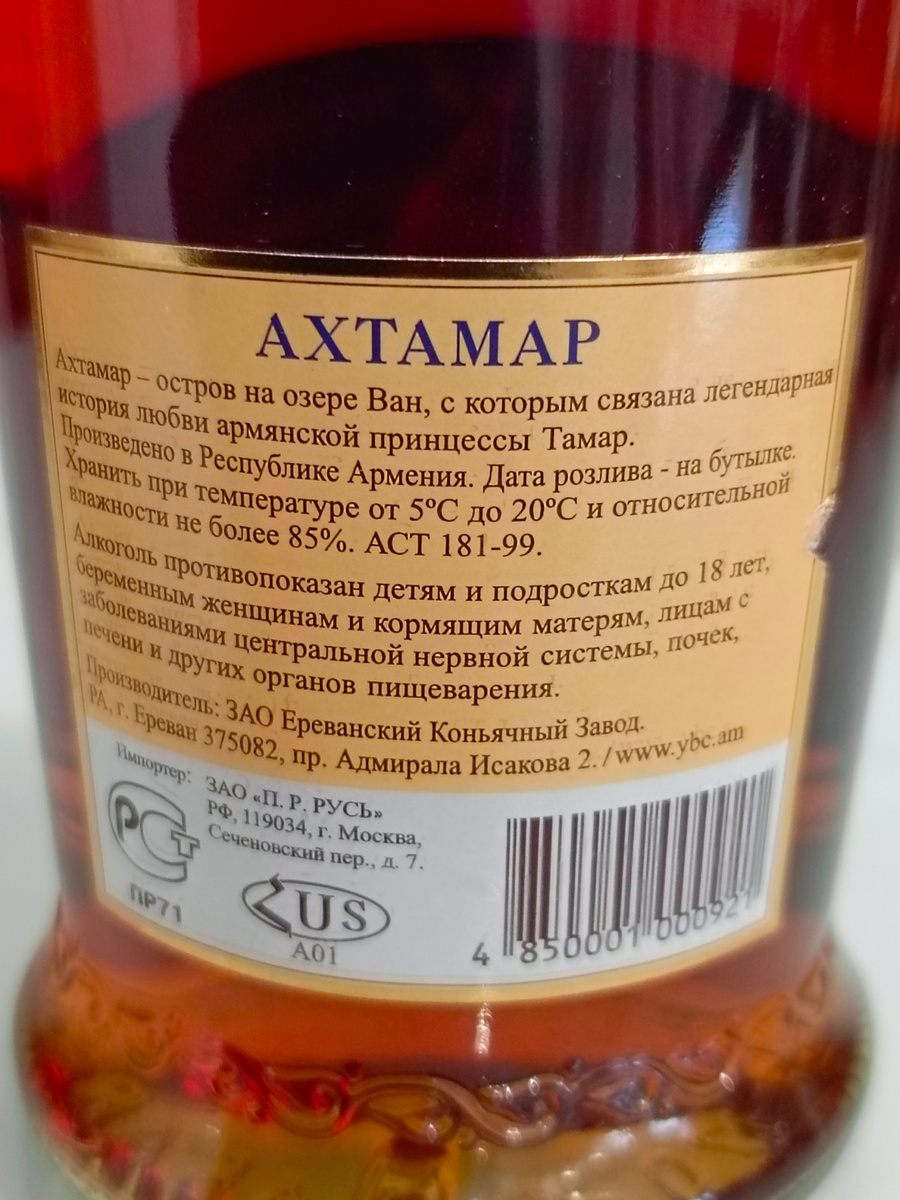 АХТАМАР
Ахтамар – остров на озере Ван, с которым связана легендарная
история любви армянской принцессы Тамар.
Произведено в Республике Армения. Дата розлива - на бутылке.
Хранить при температуре от 5ºС до 20ºС и относительной
влажности не более 85%. АСТ 181-99.
Алкоголь противопоказан детям и подросткам до 18 лет,
беременным женщинам и кормящим матерям, лицам с
заболеваниями центральной нервной системы, почек,
печени и других органов пищеварения.
Производитель: ЗАО Ереванский Коньячный Завод.
РА, г. Ереван 375082, пр. Адмирала Исакова 2. / www.ybc.am
Импортер: ЗАО «П. Р. РУСЬ»
РФ, 119034, г. Москва,
Сеченовский пер., д. 7.
РСТ
ПР71
ՀUS
A01
4 850001 000921